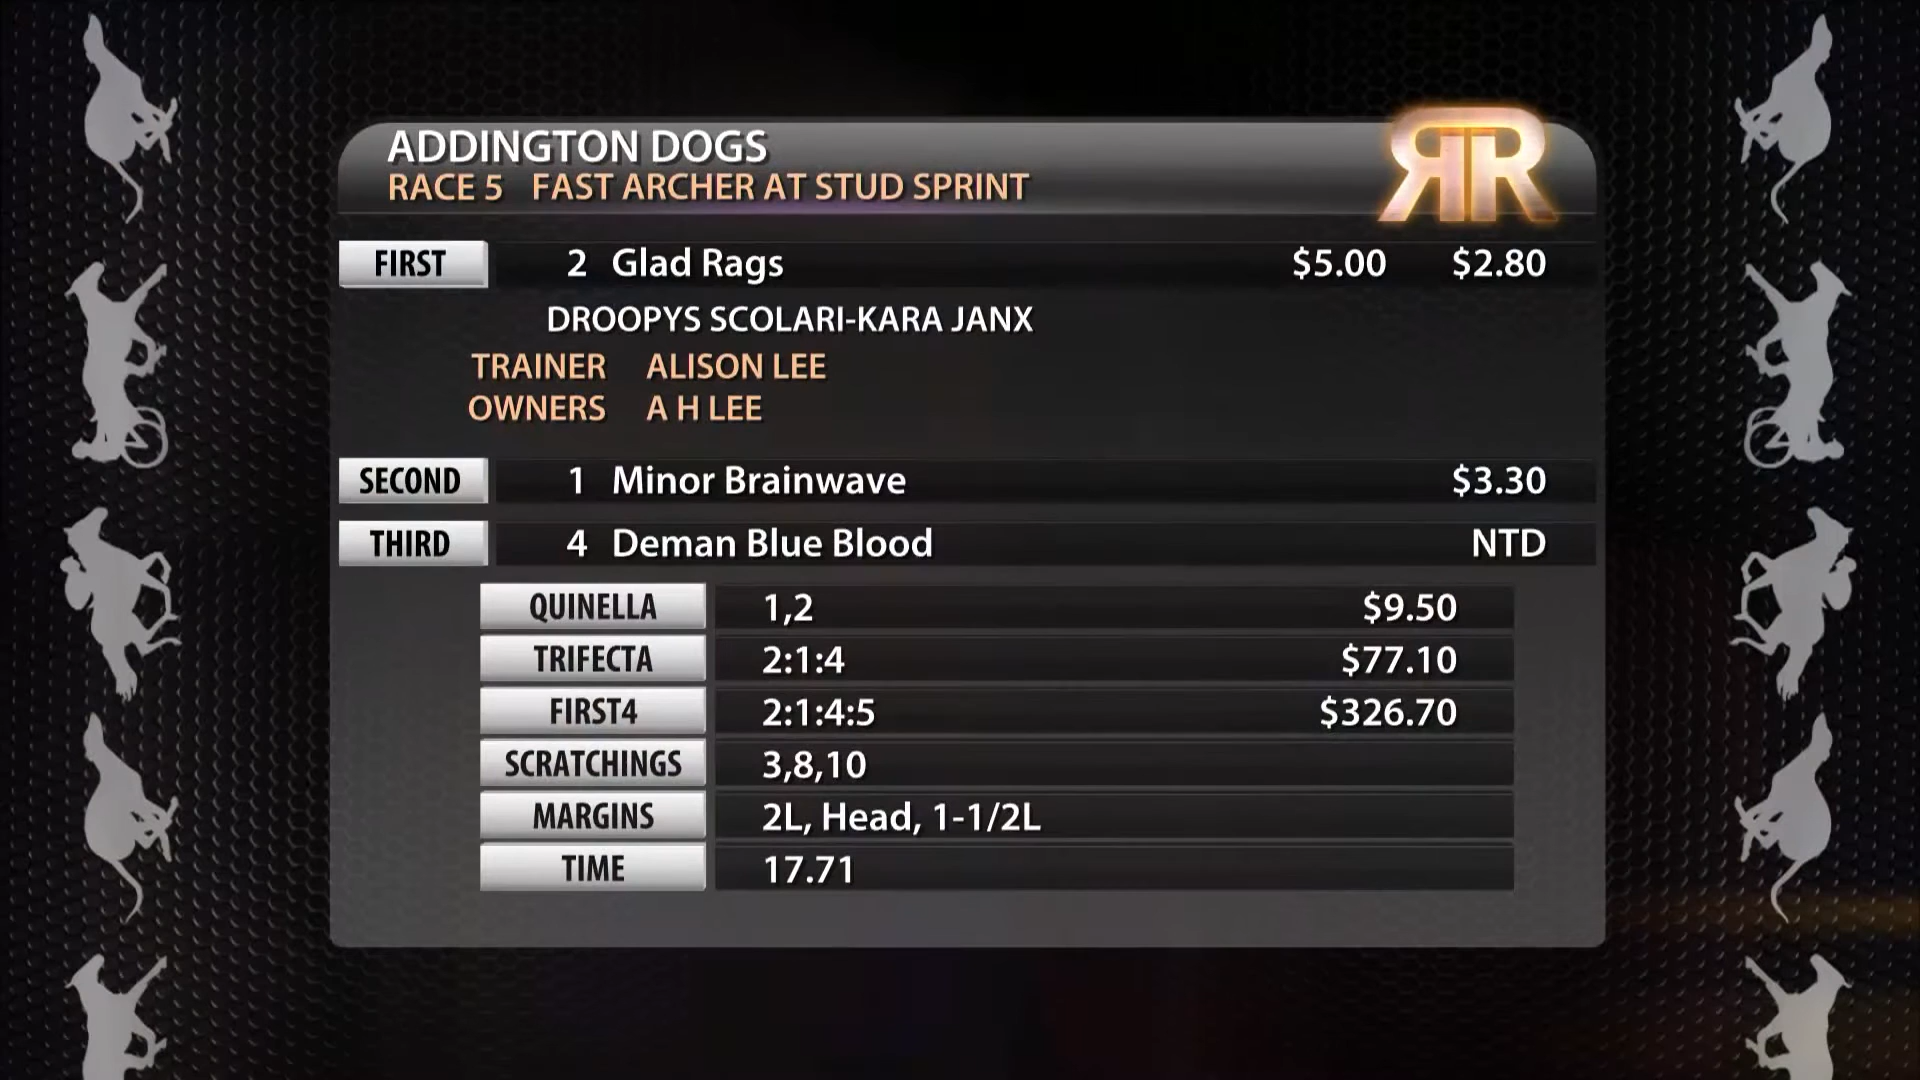 ADDINGTON DOGS
RACE 5 FAST ARCHER AT STUD SPRINT
RR
FIRST 2 Glad Rags $5.00 $2.80
DROOPYS SCOLARI-KARA JANX
TRAINER ALISON LEE
OWNERS A H LEE
SECOND 1 Minor Brainwave $3.30
THIRD 4 Deman Blue Blood NTD
QUINELLA 1,2 $9.50
TRIFECTA 2:1:4 $77.10
FIRST4 2:1:4:5 $326.70
SCRATCHINGS 3,8,10
MARGINS 2L, Head, 1-1/2L
TIME 17.71